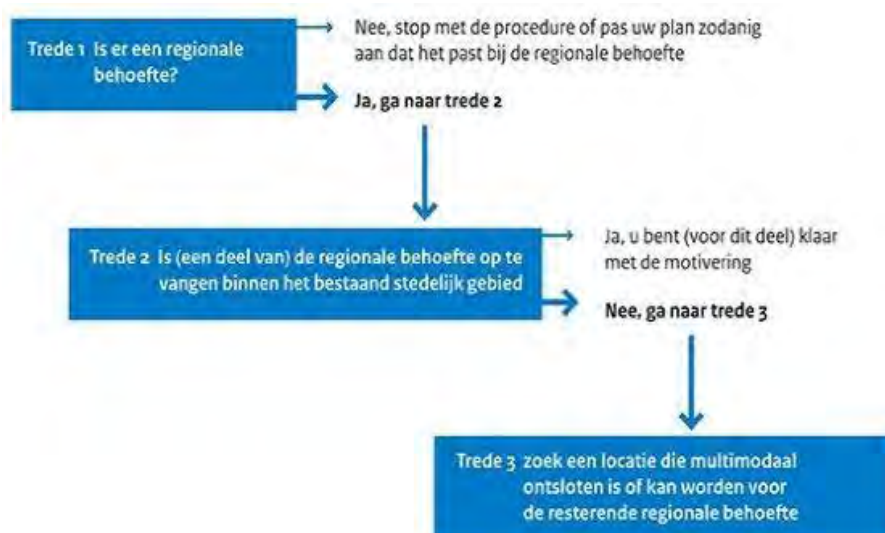 Trede 1 Is er een regionale
behoefte?
Nee, stop met de procedure of pas uw plan zodanig
aan dat het past bij de regionale behoefte
Ja, ga naar trede 2
Trede 2 Is (een deel van) de regionale behoefte op te
vangen binnen het bestaand stedelijk gebied
Ja, u bent (voor dit deel) klaar
met de motivering
Nee, ga naar trede 3
Trede 3 zoek een locatie die multimodaal
ontsloten is of kan worden voor
de resterende regionale behoefte